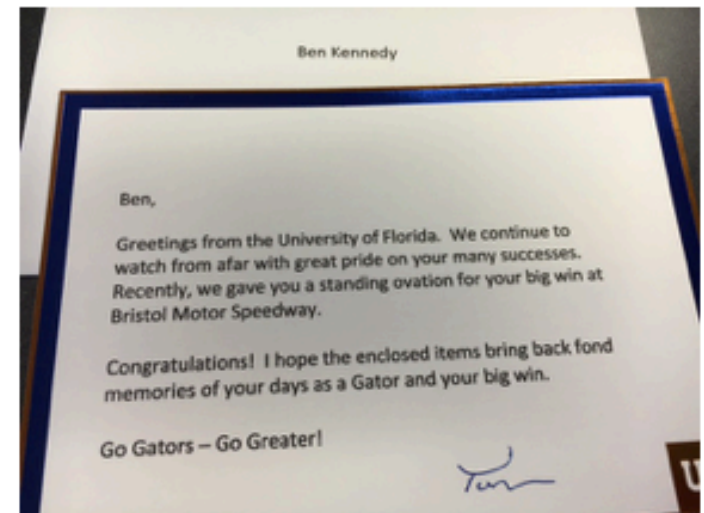 Ben Kennedy
Ben,
Greetings from the University of Florida. We continue to
watch from afar with great pride on your many successes.
Recently, we gave you a standing ovation for your big win at
Bristol Motor Speedway.
Congratulations! I hope the enclosed items bring back fond
memories of your days as a Gator and your big win.
Go Gators – Go Greater!
U